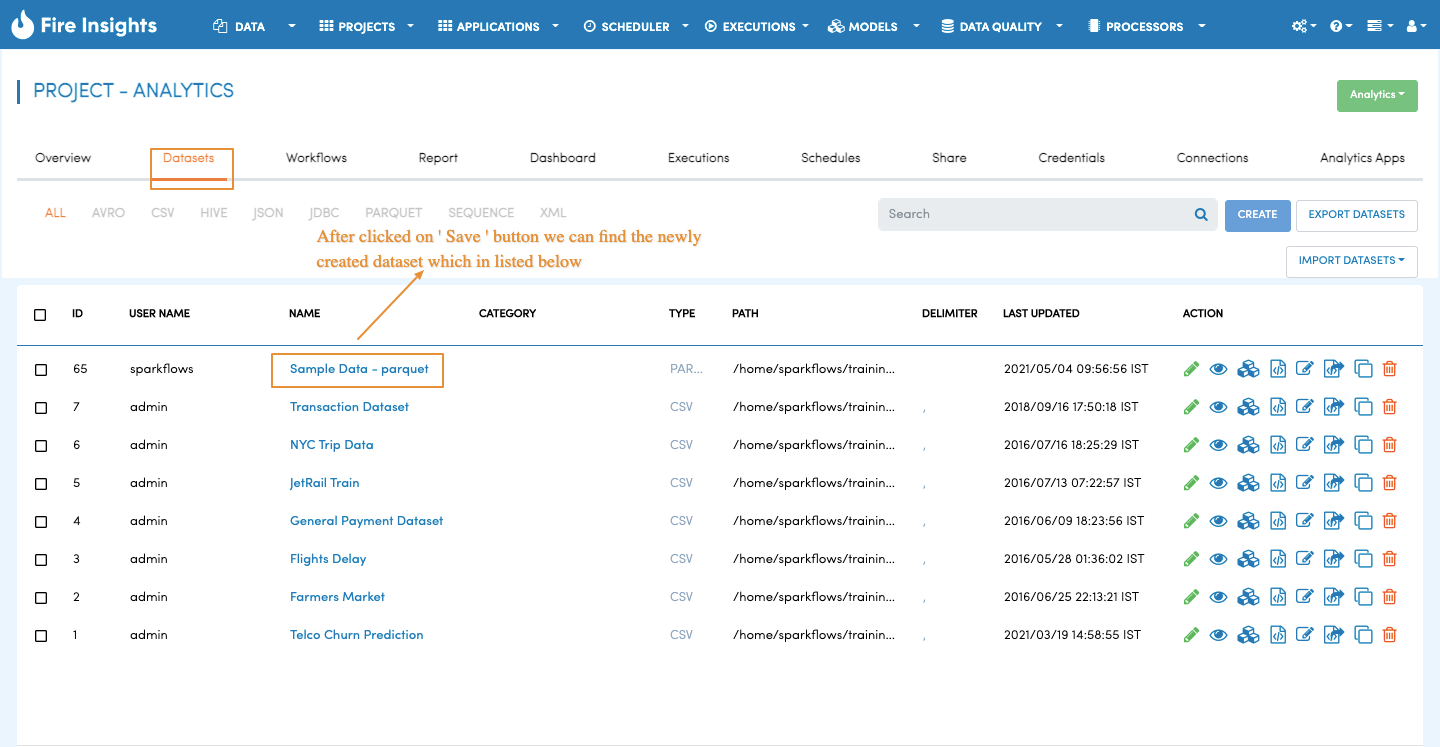 Fire Insights
DATA PROJECTS APPLICATIONS SCHEDULER EXECUTIONS MODELS DATA QUALITY PROCESSORS
PROJECT - ANALYTICS
Analytics
Overview Datasets Workflows Report Dashboard Executions Schedules Share Credentials Connections Analytics Apps
ALL AVRO CSV HIVE JSON JDBC PARQUET SEQUENCE XML
Search CREATE EXPORT DATASETS
After clicked on ' Save ' button we can find the newly
created dataset which in listed below
IMPORT DATASETS
ID USER NAME NAME CATEGORY TYPE PATH DELIMITER LAST UPDATED ACTION
65 sparkflows Sample Data - parquet PAR... /home/sparkflows/trainin... 2021/05/04 09:56:56 IST
7 admin Transaction Dataset CSV /home/sparkflows/trainin... , 2018/09/16 17:50:18 IST
6 admin NYC Trip Data CSV /home/sparkflows/trainin... , 2016/07/16 18:25:29 IST
5 admin JetRail Train CSV /home/sparkflows/trainin... , 2016/07/13 07:22:57 IST
4 admin General Payment Dataset CSV /home/sparkflows/trainin... , 2016/06/09 18:23:56 IST
3 admin Flights Delay CSV /home/sparkflows/trainin... , 2016/05/28 01:36:02 IST
2 admin Farmers Market CSV /home/sparkflows/trainin... , 2016/06/25 22:13:21 IST
1 admin Telco Churn Prediction CSV /home/sparkflows/trainin... , 2021/03/19 14:58:55 IST